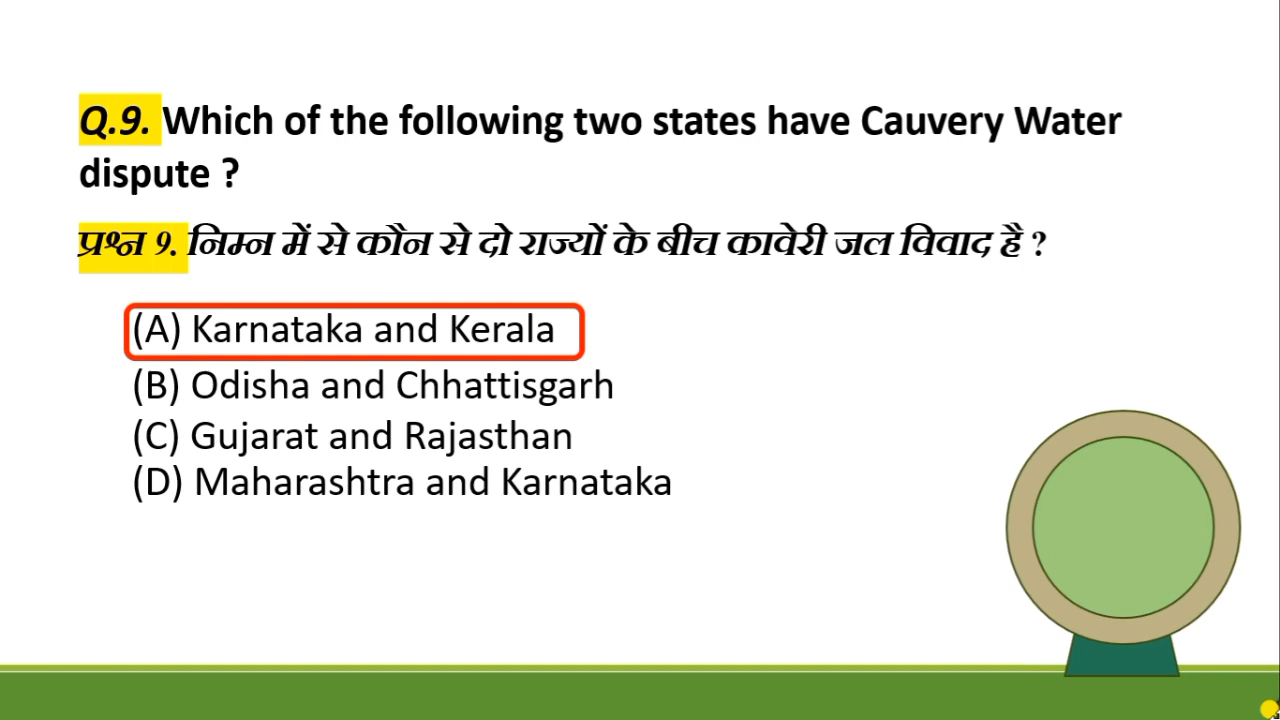 Q.9. Which of the following two states have Cauvery Water
dispute ?
प्रश्न 9. निम्न में से कौन से दो राज्यों के बीच कावेरी जल विवाद है ?
(A) Karnataka and Kerala
(B) Odisha and Chhattisgarh
(C) Gujarat and Rajasthan
(D) Maharashtra and Karnataka